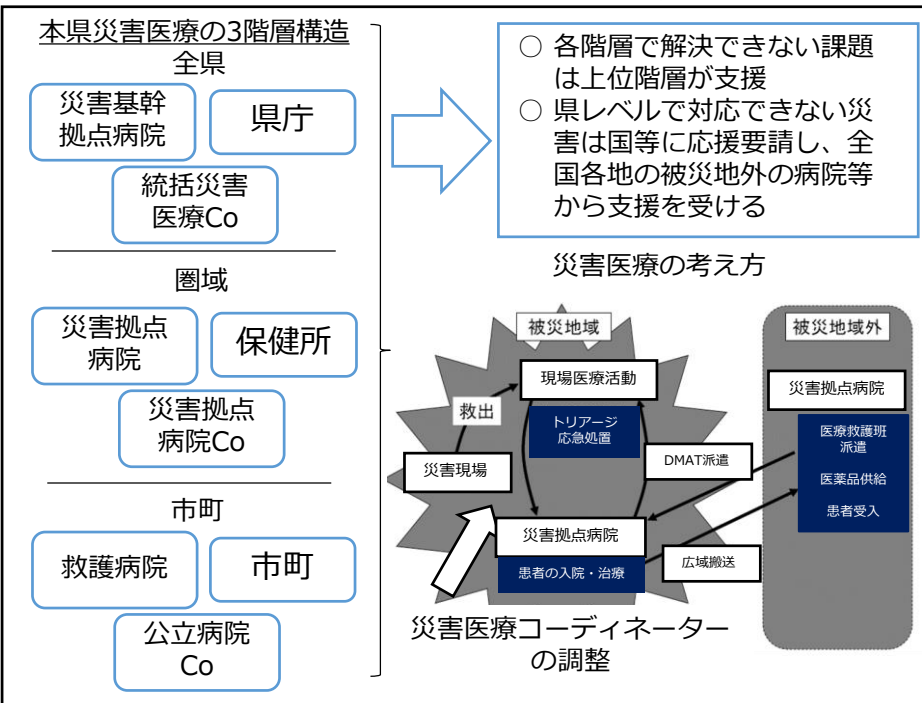 本県災害医療の3階層構造
全県
災害基幹
拠点病院
県庁
統括災害
医療Co
圏域
災害拠点
病院
保健所
災害拠点
病院Co
市町
救護病院
市町
公立病院
Co
○ 各階層で解決できない課題
は上位階層が支援
○ 県レベルで対応できない災
害は国等に応援要請し、全
国各地の被災地外の病院等
から支援を受ける
災害医療の考え方
被災地域
現場医療活動
救出
トリアージ
応急処置
災害現場
DMAT派遣
災害拠点病院
患者の入院・治療
広域搬送
災害医療コーディネーター
の調整
被災地域外
災害拠点病院
医療救護班
派遣
医薬品供給
患者受入